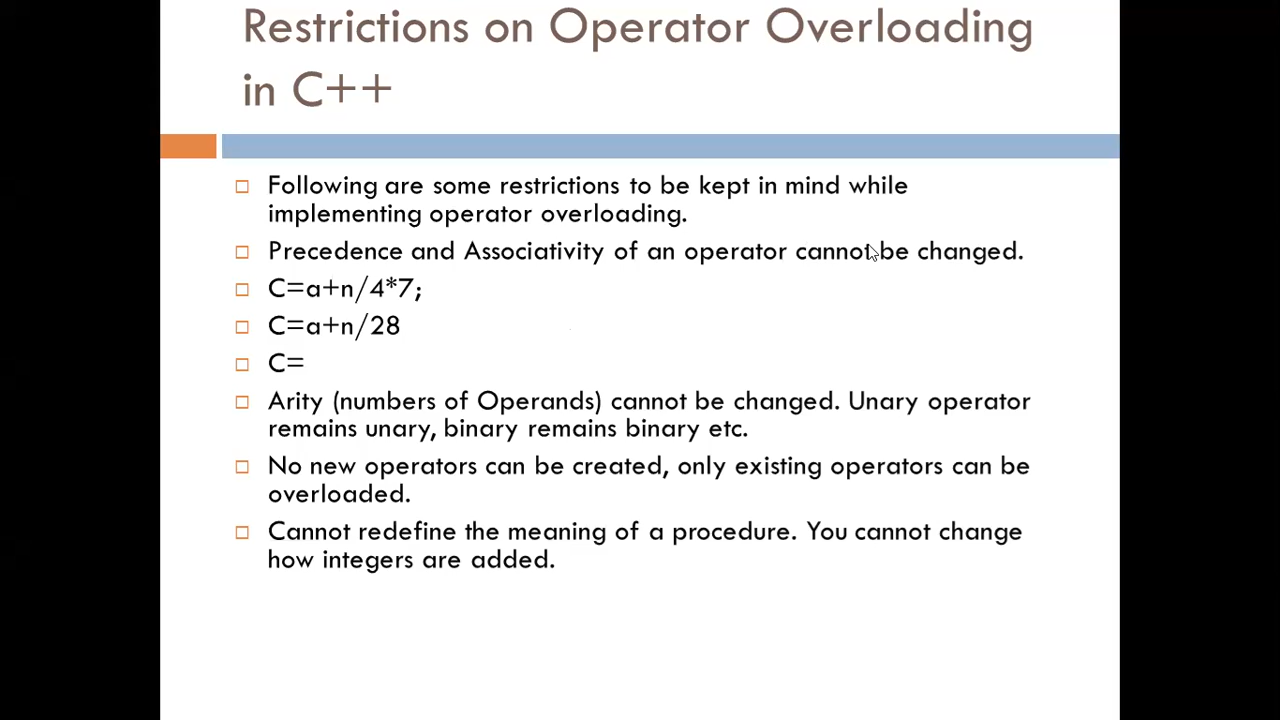 Restrictions on Operator Overloading
in C++
Following are some restrictions to be kept in mind while
implementing operator overloading.
Precedence and Associativity of an operator cannot be changed.
C=a+n/4*7;
C=a+n/28
C=
Arity (numbers of Operands) cannot be changed. Unary operator
remains unary, binary remains binary etc.
No new operators can be created, only existing operators can be
overloaded.
Cannot redefine the meaning of a procedure. You cannot change
how integers are added.